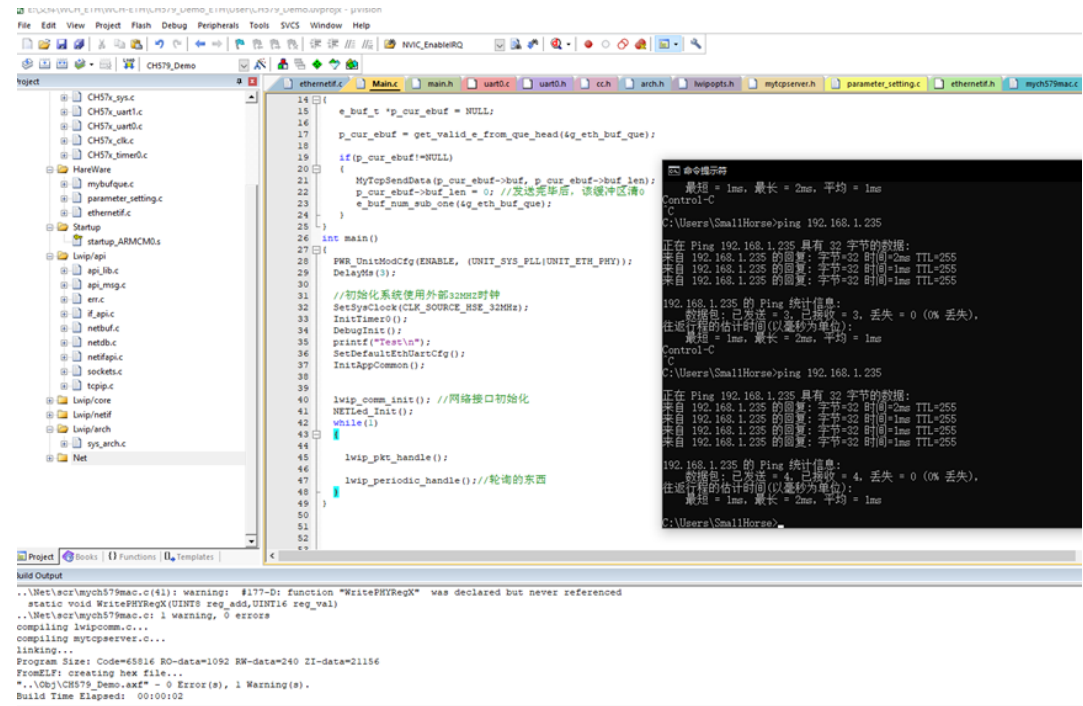 File Edit View Project Flash Debug Peripherals Tools SVCS Window Help
NVIC_EnableIRQ
CH579_Demo
Project
ethernetif.c Main.c main.h uart0.c uart0.h cc.h arch.h lwipopts.h mytcpserver.h parameter_setting.c ethernetif.h mych579mac.c
CH57x_sys.c
CH57x_uart1.c
CH57x_uart0.c
CH57x_clk.c
CH57x_timer0.c
HareWare
mybufque.c
parameter_setting.c
ethernetif.c
Startup
startup_ARMCM0.s
Lwip/api
api_lib.c
api_msg.c
err.c
if_api.c
netbuf.c
netdb.c
netifapi.c
sockets.c
tcpip.c
Lwip/core
Lwip/netif
Lwip/arch
sys_arch.c
Net
Project Books Functions Templates
14 {
15 e_buf_t *p_cur_ebuf = NULL;
16
17 p_cur_ebuf = get_valid_e_from_que_head(&g_eth_buf_que);
18
19 if(p_cur_ebuf!=NULL)
20 {
21 MyTcpSendData(p_cur_ebuf->buf, p_cur_ebuf->buf_len);
22 p_cur_ebuf->buf_len = 0; //发送完毕后，该缓冲区清0
23 e_buf_num_sub_one(&g_eth_buf_que);
24 }
25 }
26 int main()
27 {
28 PWR_UnitModCfg(ENABLE, (UNIT_SYS_PLL|UNIT_ETH_PHY));
29 DelayMs(3);
30
31 //初始化系统使用外部32MHZ时钟
32 SetSysClock(CLK_SOURCE_HSE_32MHz);
33 InitTimer0();
34 DebugInit();
35 printf("Test\n");
36 SetDefaultEthUartCfg();
37 InitAppCommon();
38
39
40 lwip_comm_init(); //网络接口初始化
41 NETLed_Init();
42 while(1)
43 {
44
45 lwip_pkt_handle();
46
47 lwip_periodic_handle();//轮询的东西
48 }
49 }
50
51
52
命令提示符
最短 = 1ms，最长 = 2ms，平均 = 1ms
Control-C
^C
C:\Users\SmallHorse>ping 192.168.1.235
正在 Ping 192.168.1.235 具有 32 字节的数据:
来自 192.168.1.235 的回复: 字节=32 时间=2ms TTL=255
来自 192.168.1.235 的回复: 字节=32 时间=1ms TTL=255
来自 192.168.1.235 的回复: 字节=32 时间=1ms TTL=255
192.168.1.235 的 Ping 统计信息:
数据包: 已发送 = 3，已接收 = 3，丢失 = 0 (0% 丢失)，
往返行程的估计时间(以毫秒为单位):
最短 = 1ms，最长 = 2ms，平均 = 1ms
Control-C
^C
C:\Users\SmallHorse>ping 192.168.1.235
正在 Ping 192.168.1.235 具有 32 字节的数据:
来自 192.168.1.235 的回复: 字节=32 时间=2ms TTL=255
来自 192.168.1.235 的回复: 字节=32 时间=1ms TTL=255
来自 192.168.1.235 的回复: 字节=32 时间=1ms TTL=255
来自 192.168.1.235 的回复: 字节=32 时间=1ms TTL=255
192.168.1.235 的 Ping 统计信息:
数据包: 已发送 = 4，已接收 = 4，丢失 = 0 (0% 丢失)，
往返行程的估计时间(以毫秒为单位):
最短 = 1ms，最长 = 2ms，平均 = 1ms
C:\Users\SmallHorse>
Build Output
..\Net\scr\mych579mac.c(41): warning: #177-D: function "WritePHYRegX" was declared but never referenced
static void WritePHYRegX(UINT8 reg_add,UINT16 reg_val)
..\Net\scr\mych579mac.c: 1 warning, 0 errors
compiling lwipcomm.c...
compiling mytcpserver.c...
linking...
Program Size: Code=65816 RO-data=1092 RW-data=240 ZI-data=21156
FromELF: creating hex file...
"..\Obj\CH579_Demo.axf" - 0 Error(s), 1 Warning(s).
Build Time Elapsed: 00:00:02